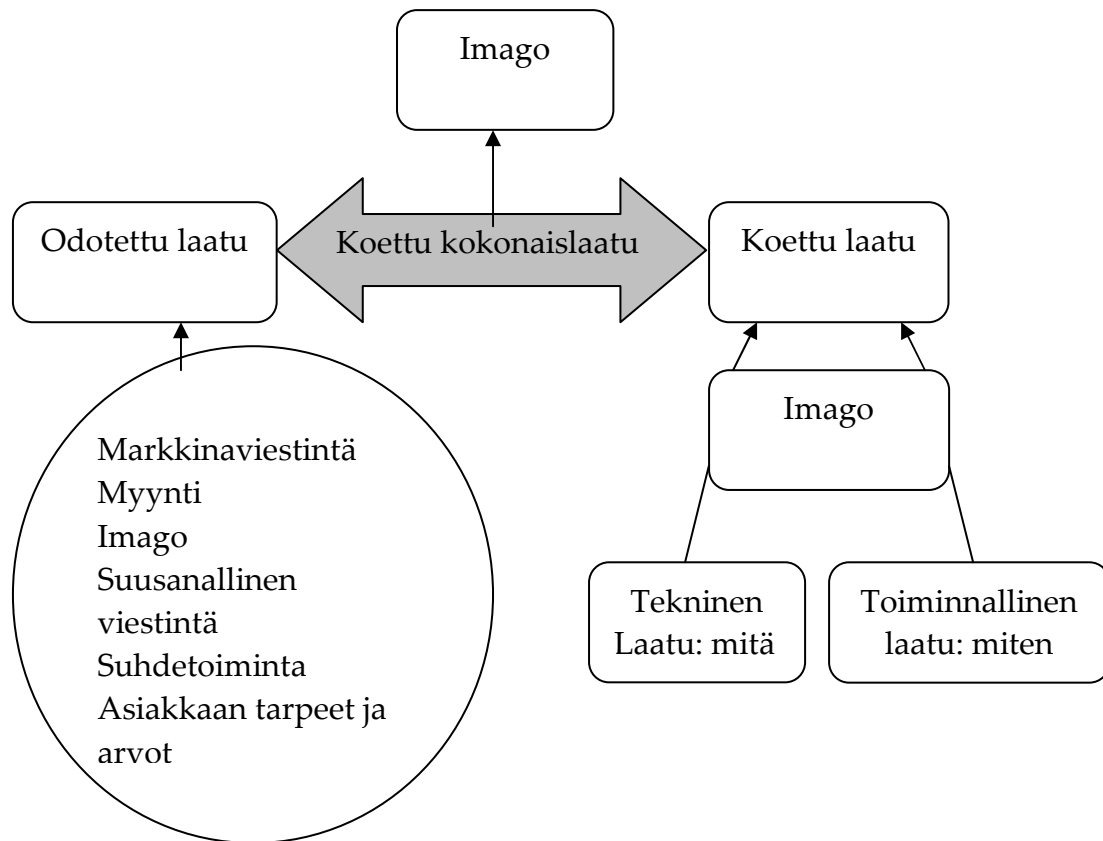 Imago
Odotettu laatu
Koettu kokonaislaatu
Koettu laatu
Markkinaviestintä
Myynti
Imago
Suusanallinen
viestintä
Suhdetoiminta
Asiakkaan tarpeet ja
arvot
Imago
Tekninen
Laatu: mitä
Toiminnallinen
laatu: miten